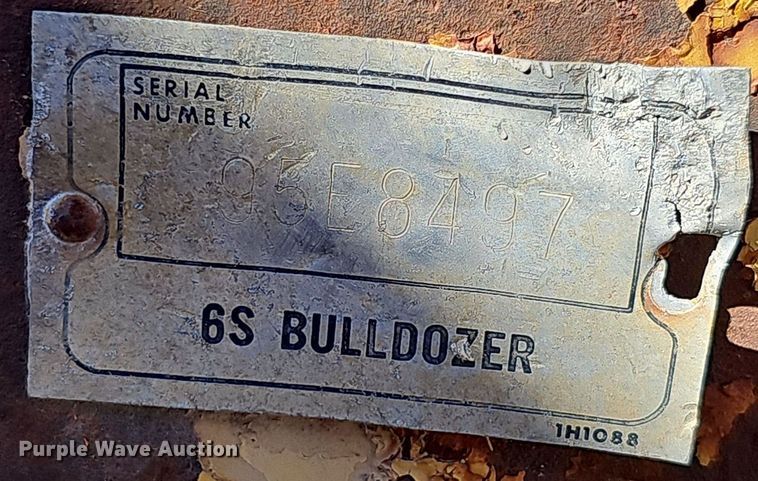 SERIAL
NUMBER
95E8497
6S BULLDOZER
1H1088
Purple Wave Auction